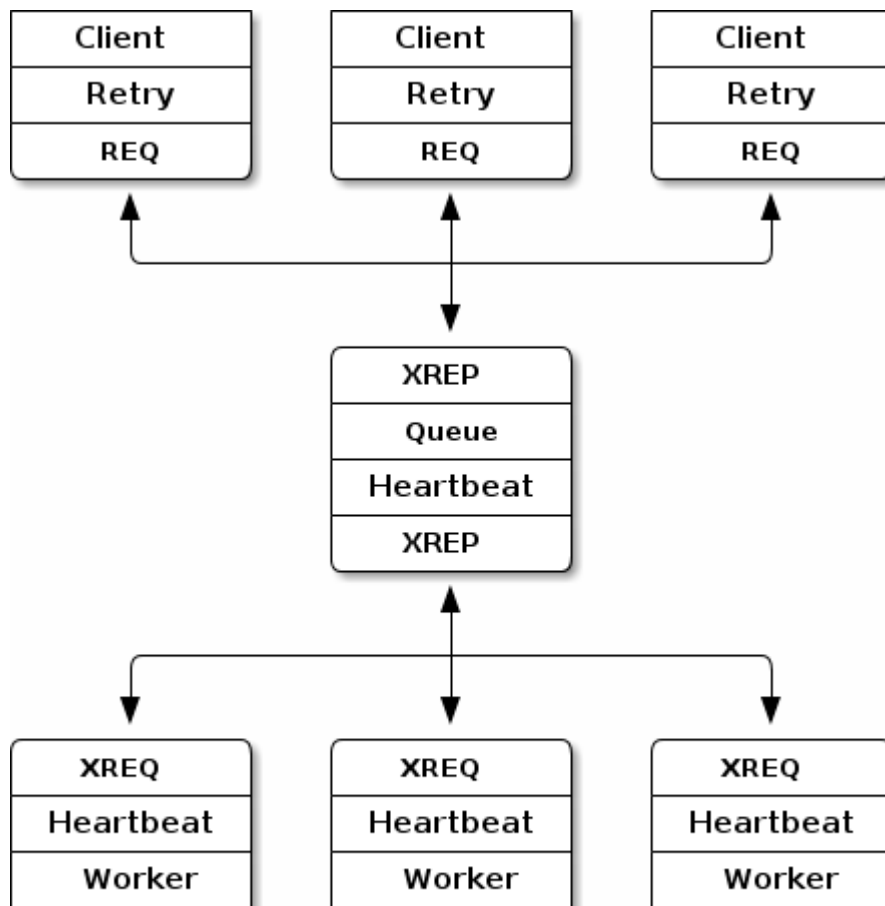 Client Client Client
Retry Retry Retry
REQ REQ REQ
XREP
Queue
Heartbeat
XREP
XREQ XREQ XREQ
Heartbeat Heartbeat Heartbeat
Worker Worker Worker